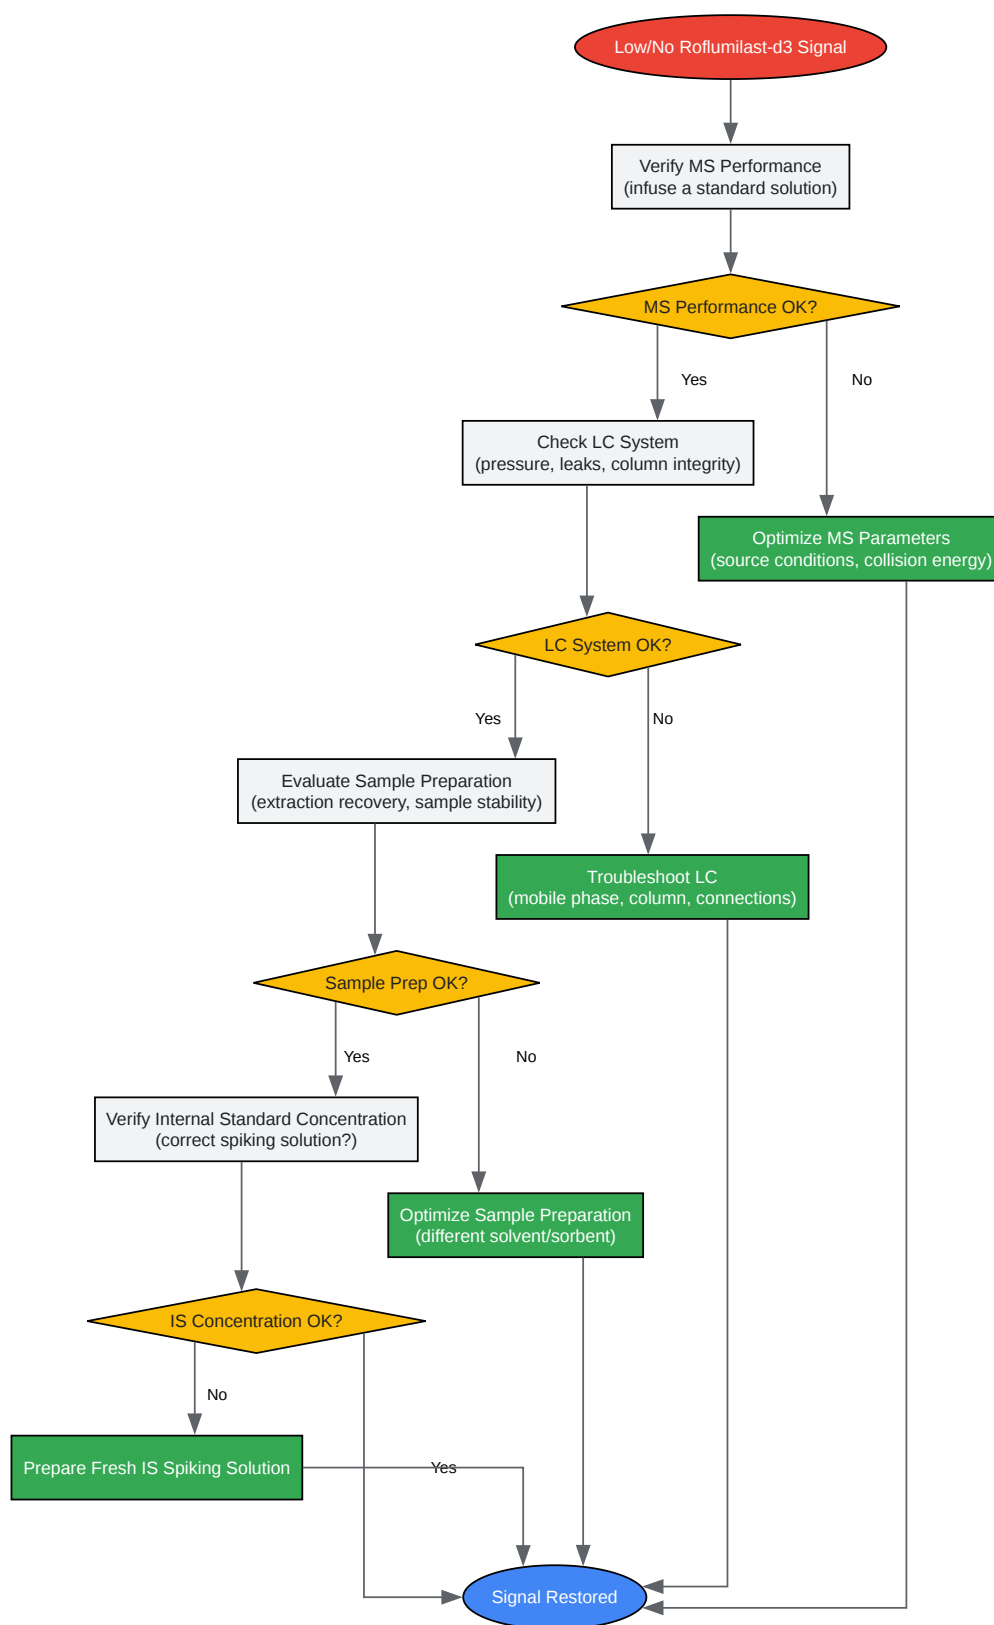 Low/No Roflumilast-d3 Signal
Verify MS Performance
(infuse a standard solution)
MS Performance OK?
Yes
No
Check LC System
(pressure, leaks, column integrity)
Optimize MS Parameters
(source conditions, collision energy)
LC System OK?
Yes
No
Evaluate Sample Preparation
(extraction recovery, sample stability)
Troubleshoot LC
(mobile phase, column, connections)
Sample Prep OK?
Yes
No
Verify Internal Standard Concentration
(correct spiking solution?)
Optimize Sample Preparation
(different solvent/sorbent)
IS Concentration OK?
No
Prepare Fresh IS Spiking Solution
Yes
Signal Restored